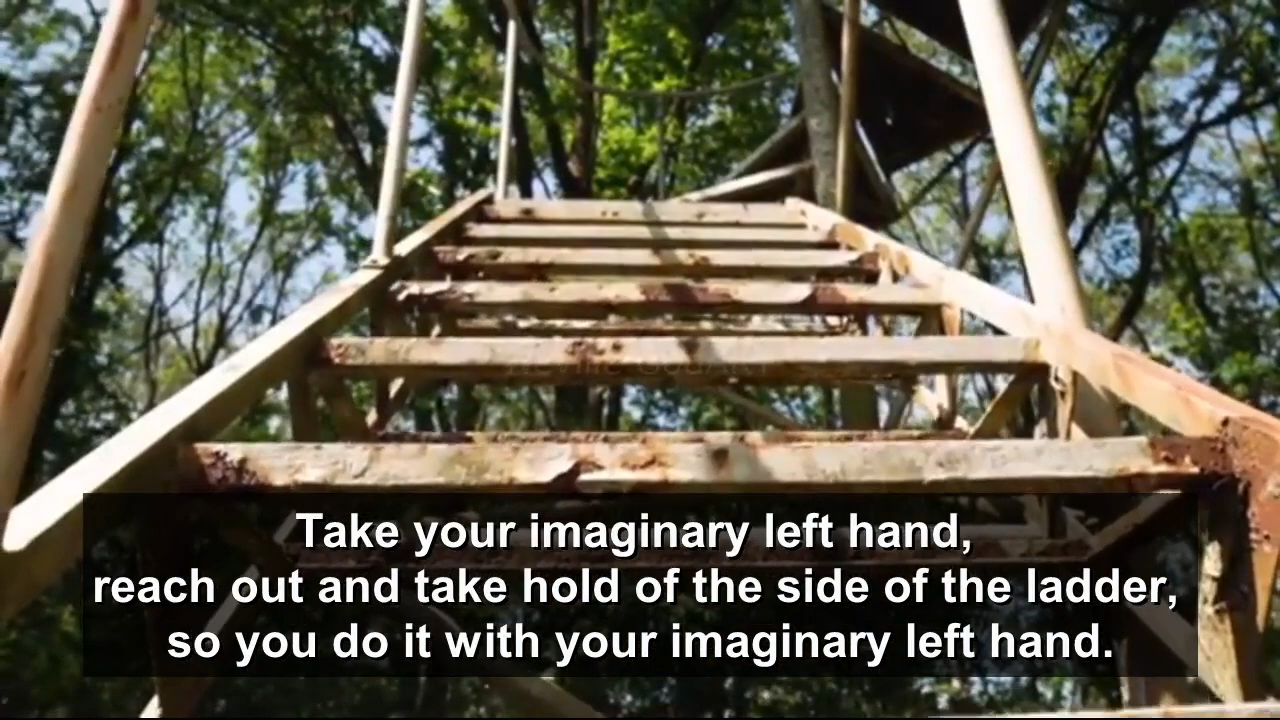 Take your imaginary left hand,
reach out and take hold of the side of the ladder,
so you do it with your imaginary left hand.